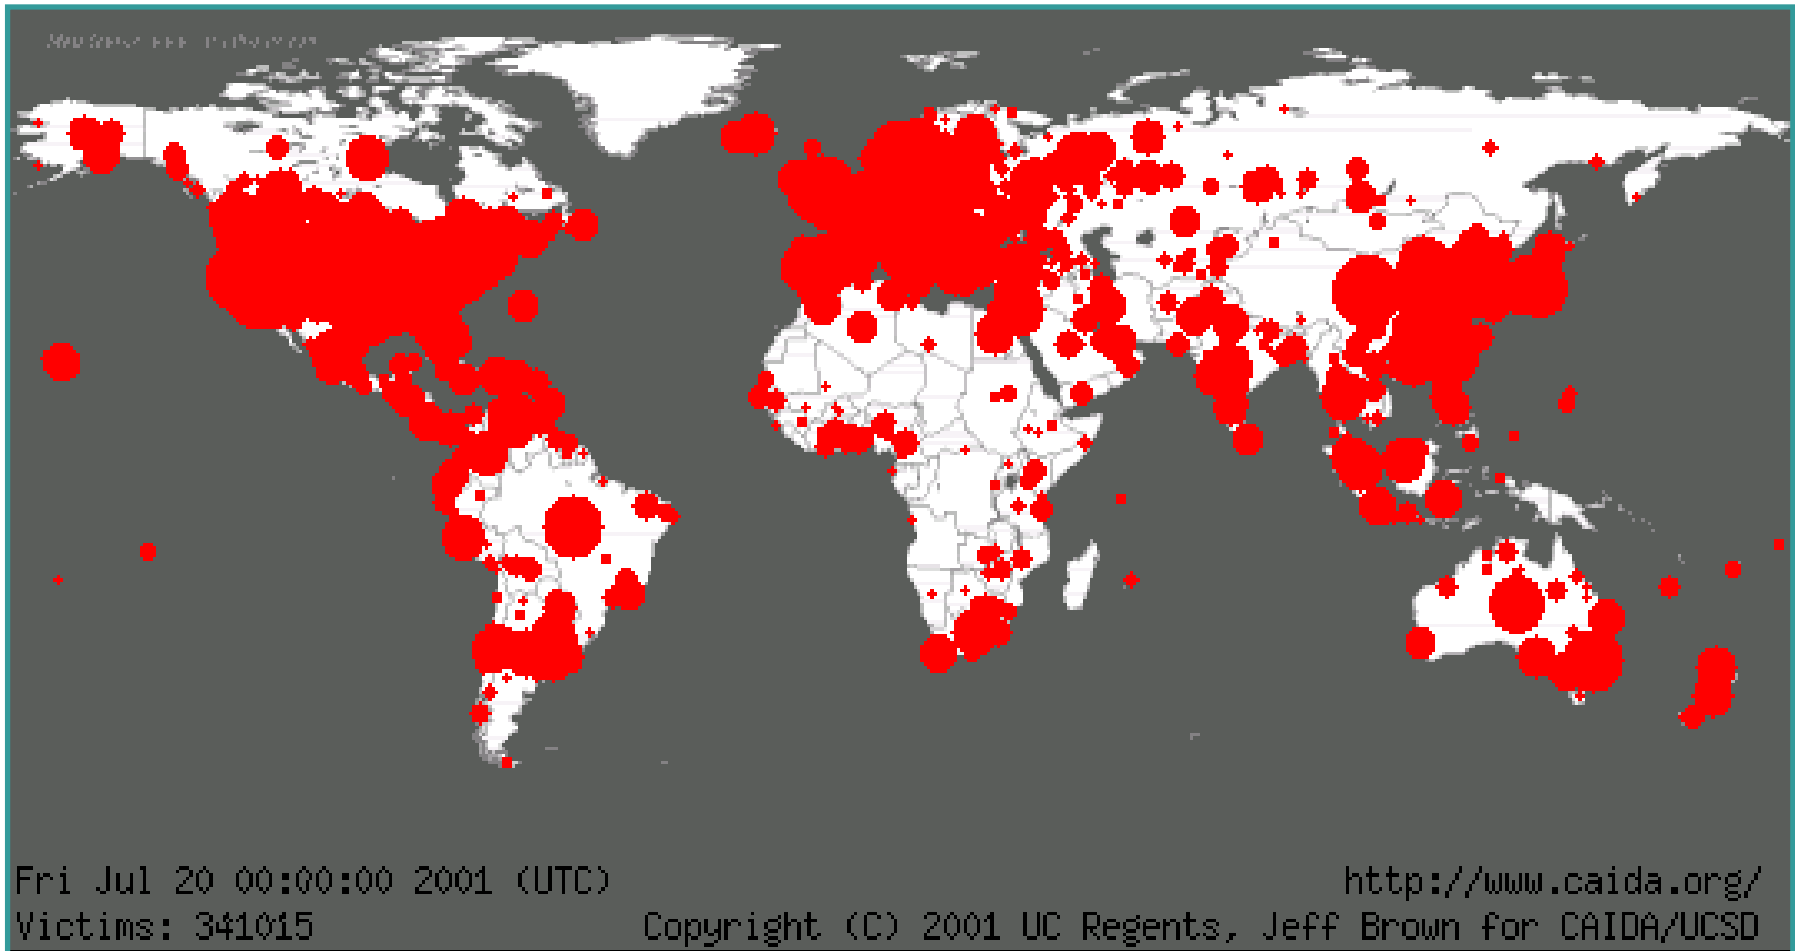 Fri Jul 20 00:00:00 2001 (UTC)
http://www.caida.org/
Victims: 341015
Copyright (C) 2001 UC Regents, Jeff Brown for CAIDA/UCSD